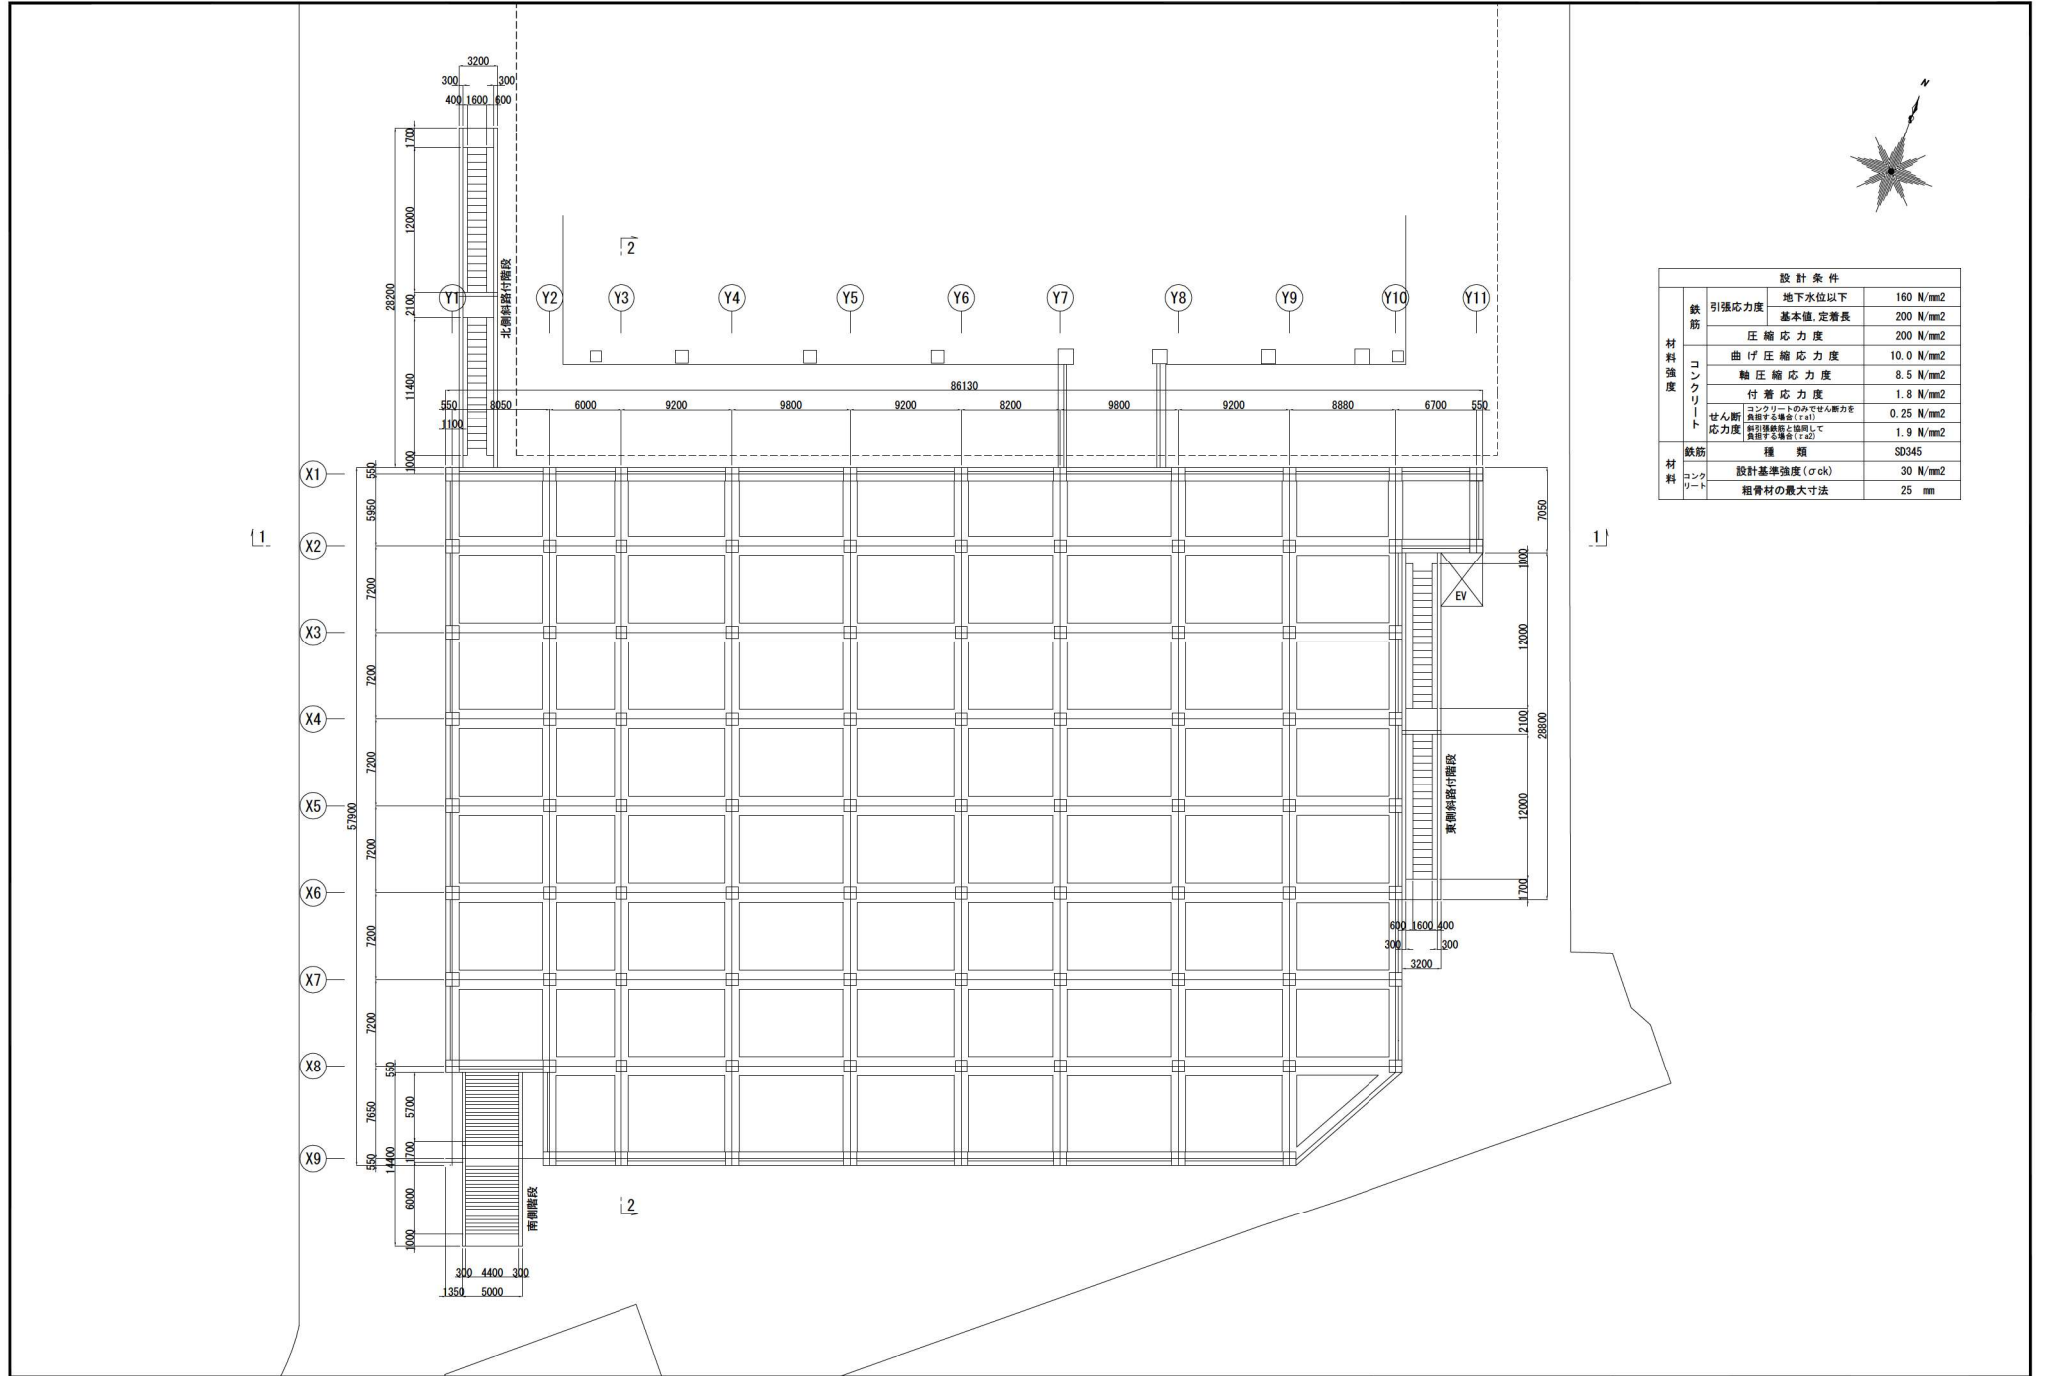 3200
300 300
400 1600 600
1700
12000
28200
2100
11400
1000
北側斜路付階段
N
2
Y1 Y2 Y3 Y4 Y5 Y6 Y7 Y8 Y9 Y10 Y11
86130
550 8050 6000 9200 9800 9200 8200 9800 9200 8880 6700 550
1100
設計条件
材料強度
鉄筋
引張応力度
地下水位以下 160 N/mm2
基本値,定着長 200 N/mm2
圧縮応力度 200 N/mm2
コンクリート
曲げ圧縮応力度 10.0 N/mm2
軸圧縮応力度 8.5 N/mm2
付着応力度 1.8 N/mm2
せん断応力度
コンクリートのみでせん断力を
負担する場合(τa1) 0.25 N/mm2
斜引張鉄筋と協同して
負担する場合(τa2) 1.9 N/mm2
材料
鉄筋 種類 SD345
コンクリート
設計基準強度(σck) 30 N/mm2
粗骨材の最大寸法 25 mm
X1
X2
X3
X4
X5
X6
X7
X8
X9
1
1
550
5950
7200
7200
7200
7200
7200
7200
7650
550
57900
7050
1000
EV
12000
2100
28800
12000
1700
東側斜路付階段
600 1600 400
300 300
3200
550
5700
1700
14400
6000
1000
南側階段
2
300 4400 300
1350 5000